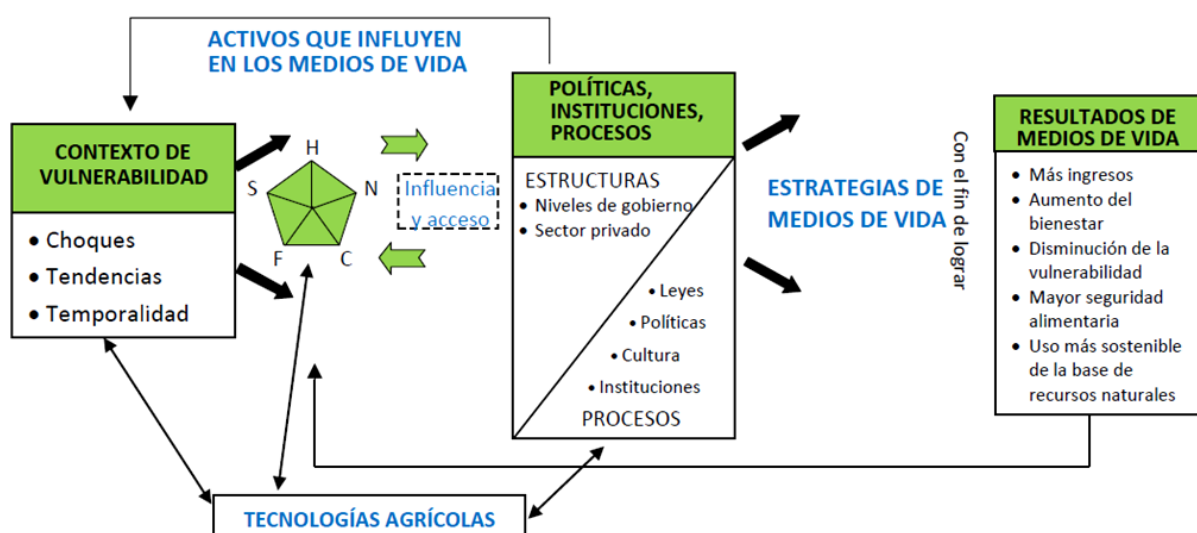 ACTIVOS QUE INFLUYEN
EN LOS MEDIOS DE VIDA
CONTEXTO DE
VULNERABILIDAD
• Choques
• Tendencias
• Temporalidad
H
S
N
F
C
Influencia
y acceso
POLÍTICAS,
INSTITUCIONES,
PROCESOS
ESTRUCTURAS
• Niveles de gobierno
• Sector privado
• Leyes
• Políticas
• Cultura
• Instituciones
PROCESOS
ESTRATEGIAS DE
MEDIOS DE VIDA
Con el fin de lograr
RESULTADOS DE
MEDIOS DE VIDA
• Más ingresos
• Aumento del
bienestar
• Disminución de la
vulnerabilidad
• Mayor seguridad
alimentaria
• Uso más sostenible
de la base de
recursos naturales
TECNOLOGÍAS AGRÍCOLAS